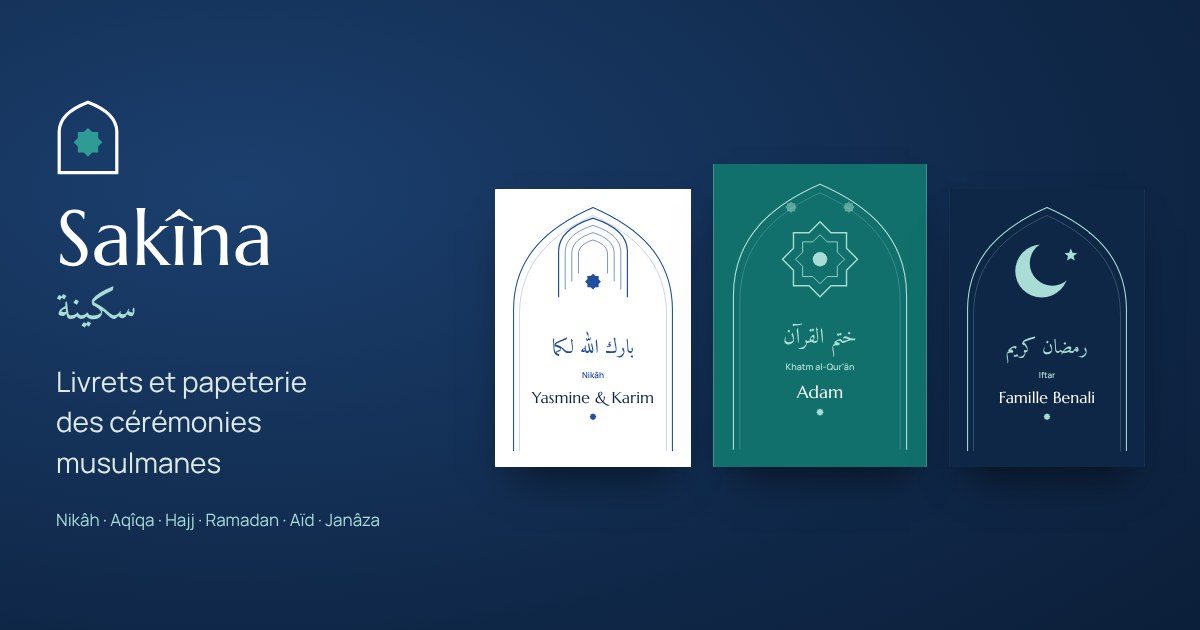 Sakîna
سكينة
Livrets et papeterie
des cérémonies
musulmanes
Nikâh · Aqîqa · Hajj · Ramadan · Aïd · Janâza
بارك الله لكما
Nikâh
Yasmine & Karim
ختم القرآن
Khatm al-Qur'ân
Adam
رمضان كريم
Iftar
Famille Benali